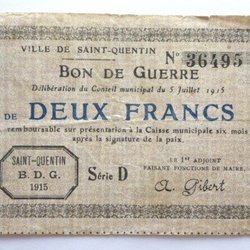 VILLE DE SAINT-QUENTIN
N° 36495
BON DE GUERRE
Délibération du Conseil municipal du 5 Juillet 1915
DE DEUX FRANCS
remboursable sur présentation à la Caisse municipale six mois
après la signature de la paix.
SAINT-QUENTIN
B. D. G.
1915
Série D
LE 1er ADJOINT
FAISANT FONCTIONS DE MAIRE,
A. Gibert